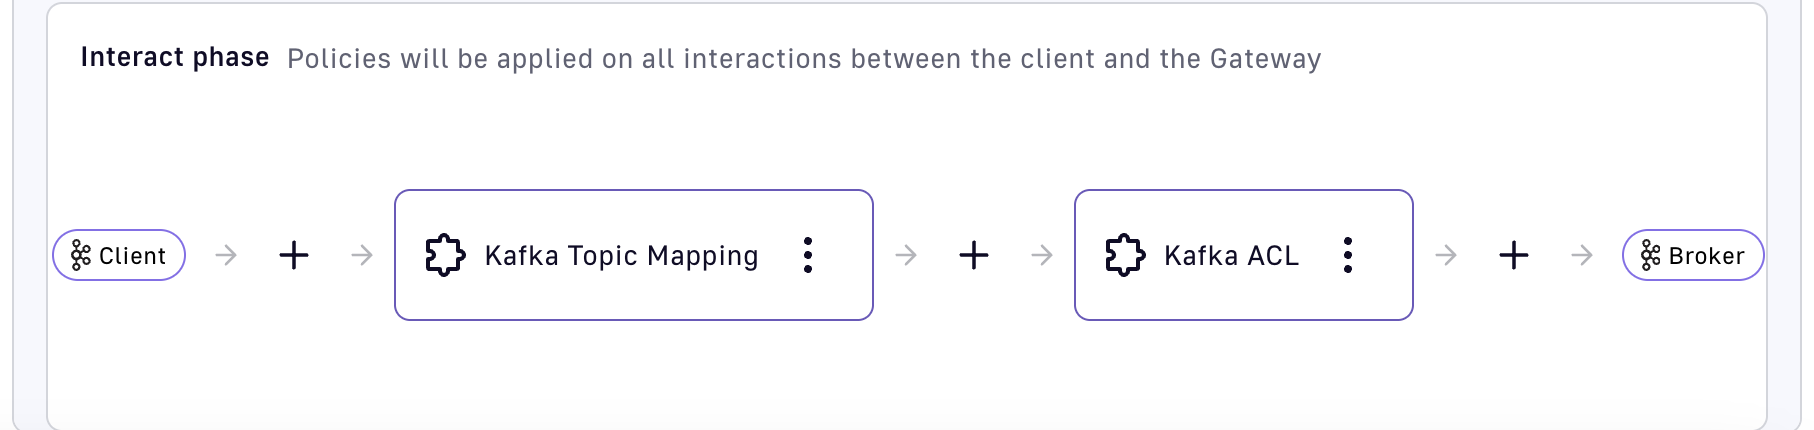 Interact phase Policies will be applied on all interactions between the client and the Gateway
Client Kafka Topic Mapping Kafka ACL Broker